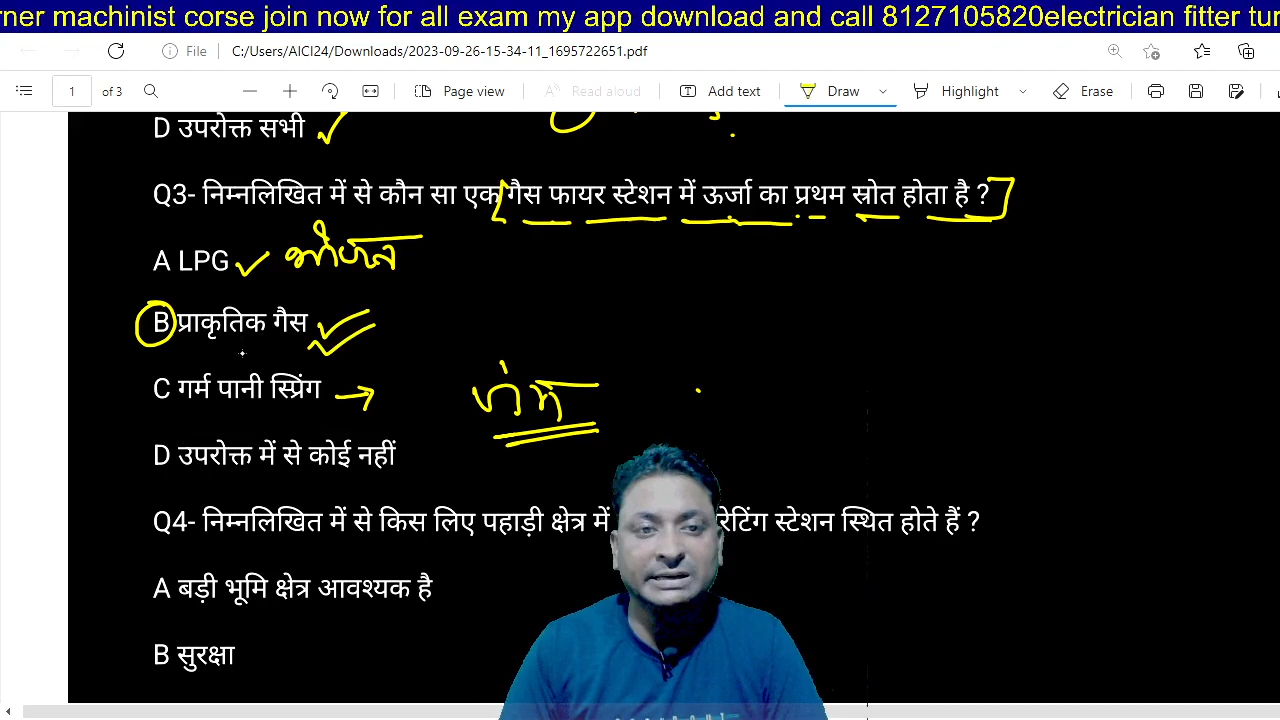 rner machinist corse join now for all exam my app download and call 8127105820electrician fitter tur
File C:/Users/AICI24/Downloads/2023-09-26-15-34-11_1695722651.pdf
1 of 3 Page view Read aloud Add text Draw Highlight Erase
D उपरोक्त सभी
Q3- निम्नलिखित में से कौन सा एक गैस फायर स्टेशन में ऊर्जा का प्रथम स्रोत होता है ?
A LPG भोजन
B प्राकृतिक गैस
C गर्म पानी स्प्रिंग
D उपरोक्त में से कोई नहीं
Q4- निम्नलिखित में से किस लिए पहाड़ी क्षेत्र में रेटिंग स्टेशन स्थित होते हैं ?
A बड़ी भूमि क्षेत्र आवश्यक है
B सुरक्षा